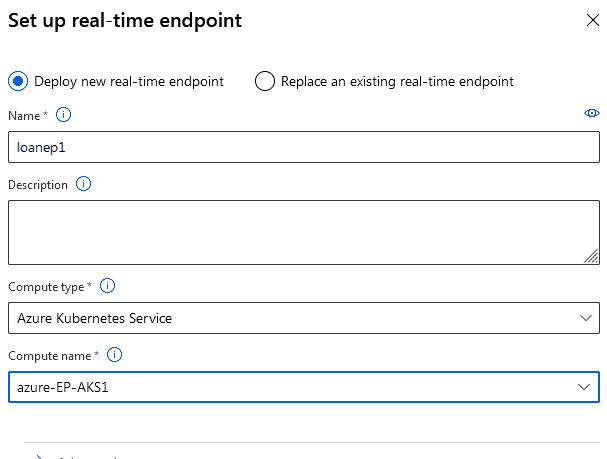 Set up real-time endpoint
Deploy new real-time endpoint
Replace an existing real-time endpoint
Name *
loanep1
Description
Compute type *
Azure Kubernetes Service
Compute name *
azure-EP-AKS1